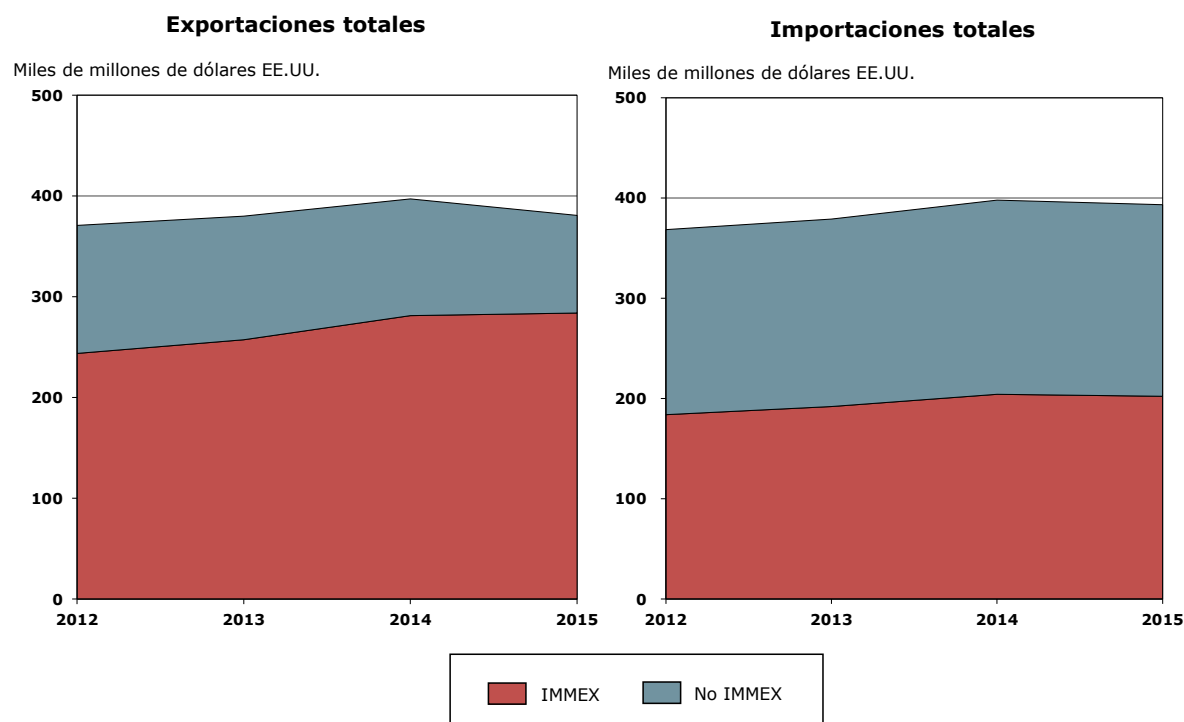 Exportaciones totales
Miles de millones de dólares EE.UU.
500
400
300
200
100
0
2012 2013 2014 2015
Importaciones totales
Miles de millones de dólares EE.UU.
500
400
300
200
100
0
2012 2013 2014 2015
IMMEX No IMMEX